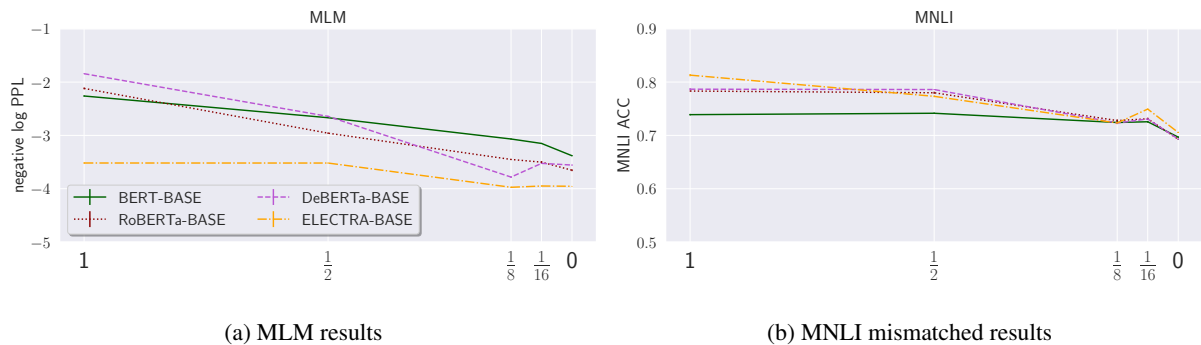 MLM
negative log PPL
−1
−2
−3
−4
−5
BERT-BASE
RoBERTa-BASE
DeBERTa-BASE
ELECTRA-BASE
1
1/2
1/8
1/16
0
(a) MLM results
MNLI
MNLI ACC
0.9
0.8
0.7
0.6
0.5
1
1/2
1/8
1/16
0
(b) MNLI mismatched results